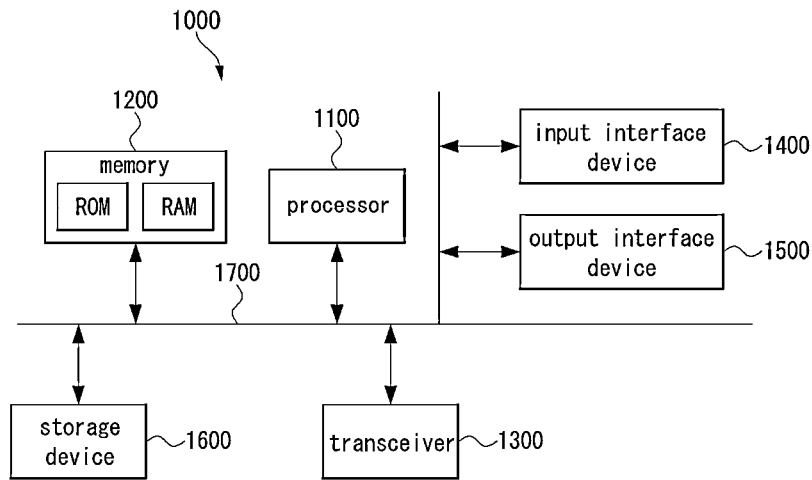 1000
1200
1100
memory
ROM
RAM
processor
input interface
device
1400
output interface
device
1500
1700
storage
device
1600
transceiver
1300